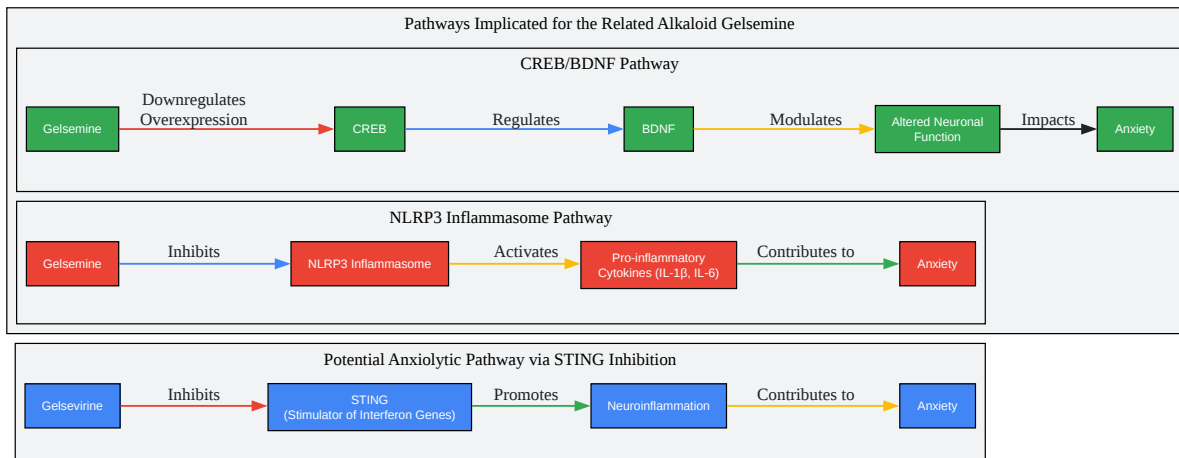 Pathways Implicated for the Related Alkaloid Gelsemine
CREB/BDNF Pathway
Downregulates
Overexpression
Regulates
Modulates
Impacts
Gelsemine
CREB
BDNF
Altered Neuronal
Function
Anxiety
NLRP3 Inflammasome Pathway
Inhibits
Activates
Contributes to
Gelsemine
NLRP3 Inflammasome
Pro-inflammatory
Cytokines (IL-1β, IL-6)
Anxiety
Potential Anxiolytic Pathway via STING Inhibition
Inhibits
Promotes
Contributes to
Gelsevirine
STING
(Stimulator of Interferon Genes)
Neuroinflammation
Anxiety